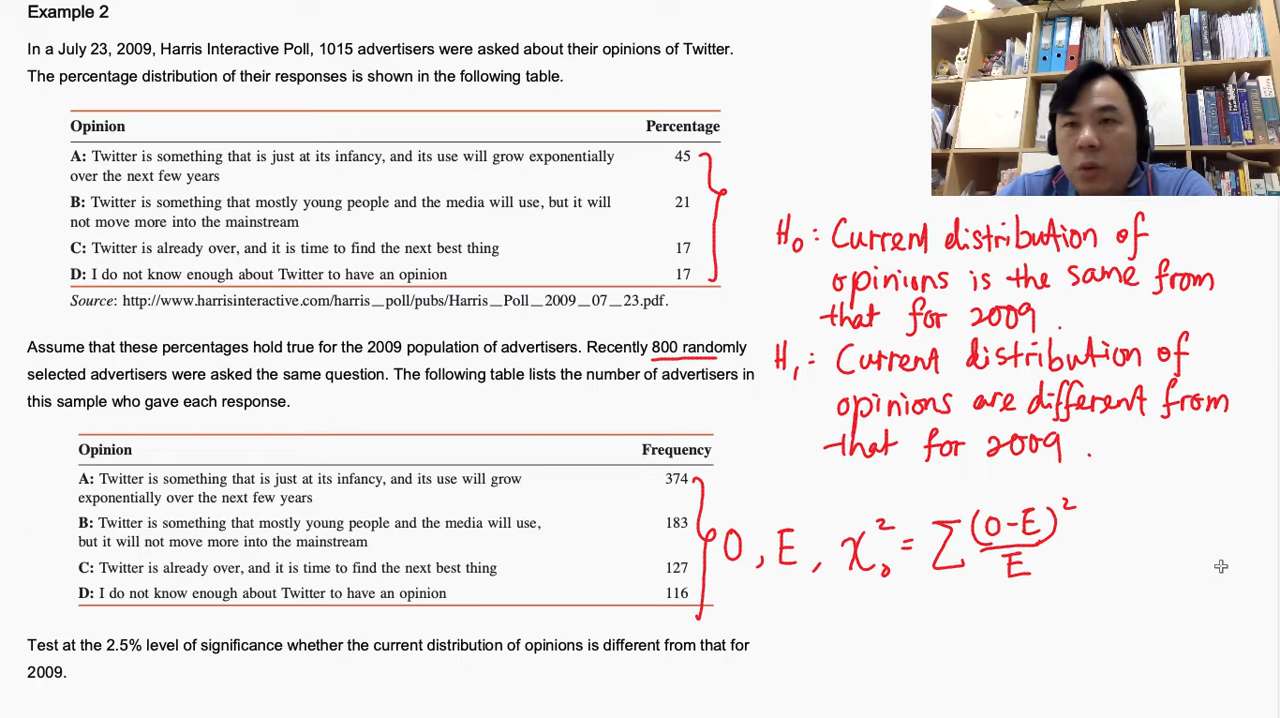 Example 2
In a July 23, 2009, Harris Interactive Poll, 1015 advertisers were asked about their opinions of Twitter.
The percentage distribution of their responses is shown in the following table.
Opinion Percentage
A: Twitter is something that is just at its infancy, and its use will grow exponentially 45
over the next few years
B: Twitter is something that mostly young people and the media will use, but it will 21
not move more into the mainstream
C: Twitter is already over, and it is time to find the next best thing 17
D: I do not know enough about Twitter to have an opinion 17
Source: http://www.harrisinteractive.com/harris_poll/pubs/Harris_Poll_2009_07_23.pdf.
Assume that these percentages hold true for the 2009 population of advertisers. Recently 800 randomly
selected advertisers were asked the same question. The following table lists the number of advertisers in
this sample who gave each response.
Opinion Frequency
A: Twitter is something that is just at its infancy, and its use will grow 374
exponentially over the next few years
B: Twitter is something that mostly young people and the media will use, 183
but it will not move more into the mainstream
C: Twitter is already over, and it is time to find the next best thing 127
D: I do not know enough about Twitter to have an opinion 116
Test at the 2.5% level of significance whether the current distribution of opinions is different from that for
2009.
H₀: Current distribution of
opinions is the same from
that for 2009.
H₁: Current distribution of
opinions are different from
that for 2009.
O, E, χ₀² = Σ(O-E)²/E